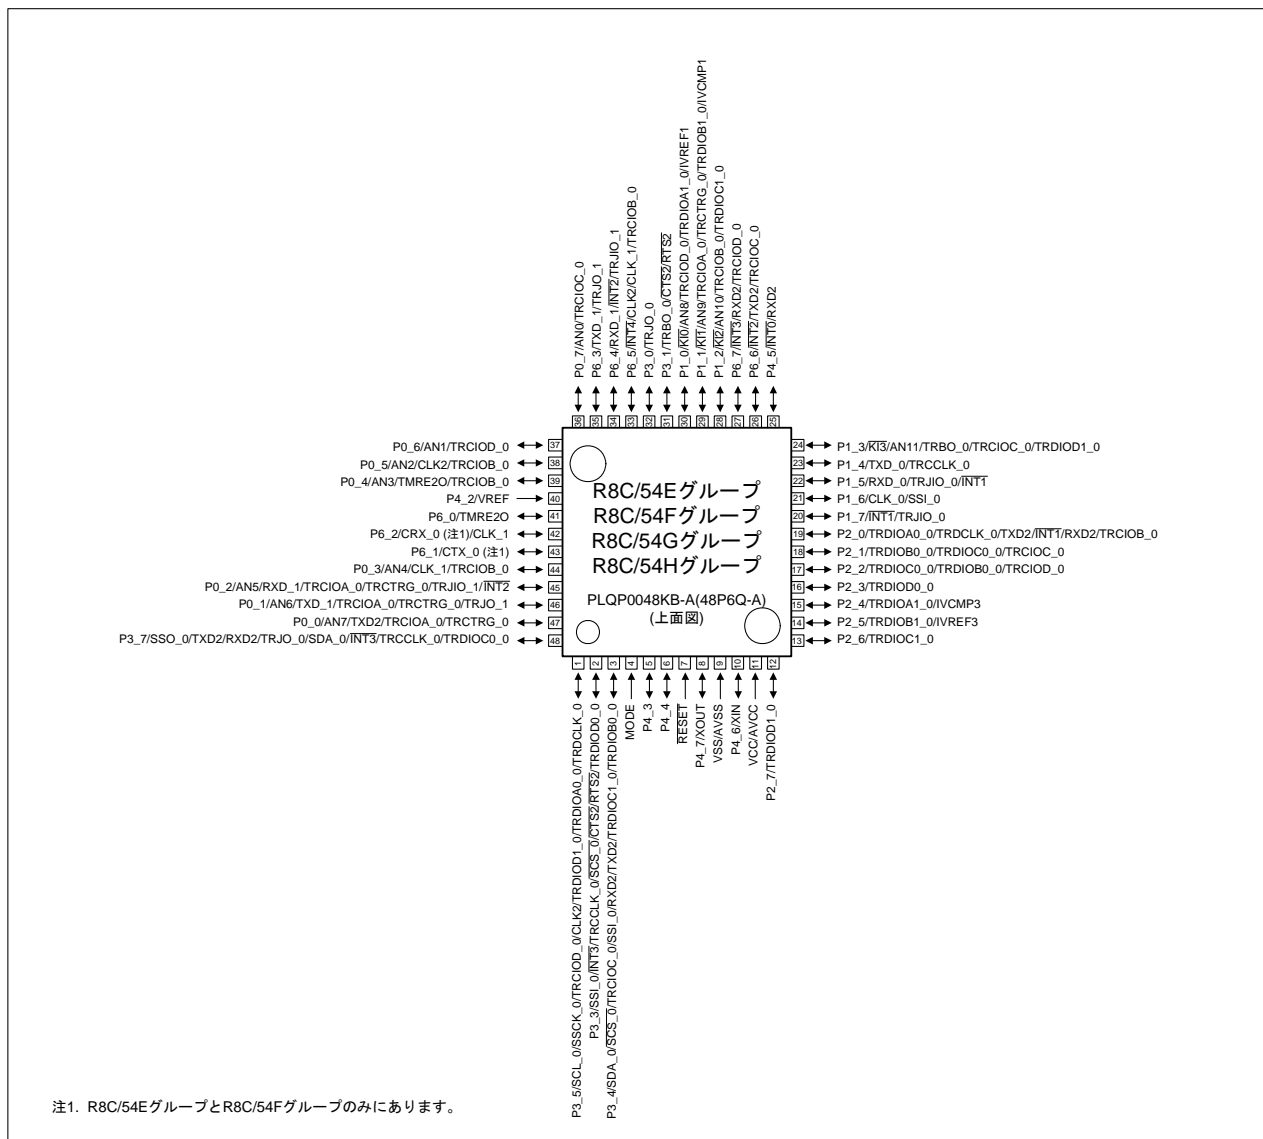 P0_7/AN0/TRCIOC_0
P6_3/TXD_1/TRJO_1
P6_4/RXD_1/INT2/TRJIO_1
P6_5/INT4/CLK2/CLK_1/TRCIOB_0
P3_0/TRJO_0
P3_1/TRBO_0/CTS2/RTS2
P1_0/KI0/AN8/TRCIOD_0/TRDIOA1_0/IVREF1
P1_1/KI1/AN9/TRCIOA_0/TRCTRG_0/TRDIOB1_0/IVCMP1
P1_2/KI2/AN10/TRCIOB_0/TRDIOC1_0
P6_7/INT3/RXD2/TRCIOD_0
P6_6/INT2/TXD2/TRCIOC_0
P4_5/INT0/RXD2
36 35 34 33 32 31 30 29 28 27 26 25
P0_6/AN1/TRCIOD_0 37
P0_5/AN2/CLK2/TRCIOB_0 38
P0_4/AN3/TMRE2O/TRCIOB_0 39
P4_2/VREF 40
P6_0/TMRE2O 41
P6_2/CRX_0 (注1)/CLK_1 42
P6_1/CTX_0 (注1) 43
P0_3/AN4/CLK_1/TRCIOB_0 44
P0_2/AN5/RXD_1/TRCIOA_0/TRCTRG_0/TRJIO_1/INT2 45
P0_1/AN6/TXD_1/TRCIOA_0/TRCTRG_0/TRJO_1 46
P0_0/AN7/TXD2/TRCIOA_0/TRCTRG_0 47
P3_7/SSO_0/TXD2/RXD2/TRJO_0/SDA_0/INT3/TRCCLK_0/TRDIOC0_0 48
R8C/54Eグループ
R8C/54Fグループ
R8C/54Gグループ
R8C/54Hグループ
PLQP0048KB-A(48P6Q-A)
(上面図)
24 P1_3/KI3/AN11/TRBO_0/TRCIOC_0/TRDIOD1_0
23 P1_4/TXD_0/TRCCLK_0
22 P1_5/RXD_0/TRJIO_0/INT1
21 P1_6/CLK_0/SSI_0
20 P1_7/INT1/TRJIO_0
19 P2_0/TRDIOA0_0/TRDCLK_0/TXD2/INT1/RXD2/TRCIOB_0
18 P2_1/TRDIOB0_0/TRDIOC0_0/TRCIOC_0
17 P2_2/TRDIOC0_0/TRDIOB0_0/TRCIOD_0
16 P2_3/TRDIOD0_0
15 P2_4/TRDIOA1_0/IVCMP3
14 P2_5/TRDIOB1_0/IVREF3
13 P2_6/TRDIOC1_0
1 2 3 4 5 6 7 8 9 10 11 12
P3_5/SCL_0/SSCK_0/TRCIOD_0/CLK2/TRDIOD1_0/TRDIOA0_0/TRDCLK_0
P3_3/SSI_0/INT3/TRCCLK_0/SCS_0/CTS2/RTS2/TRDIOD0_0
P3_4/SDA_0/SCS_0/TRCIOC_0/SSI_0/RXD2/TXD2/TRDIOC1_0/TRDIOB0_0
MODE
P4_3
P4_4
RESET
P4_7/XOUT
VSS/AVSS
P4_6/XIN
VCC/AVCC
P2_7/TRDIOD1_0
注1. R8C/54EグループとR8C/54Fグループのみにあります。